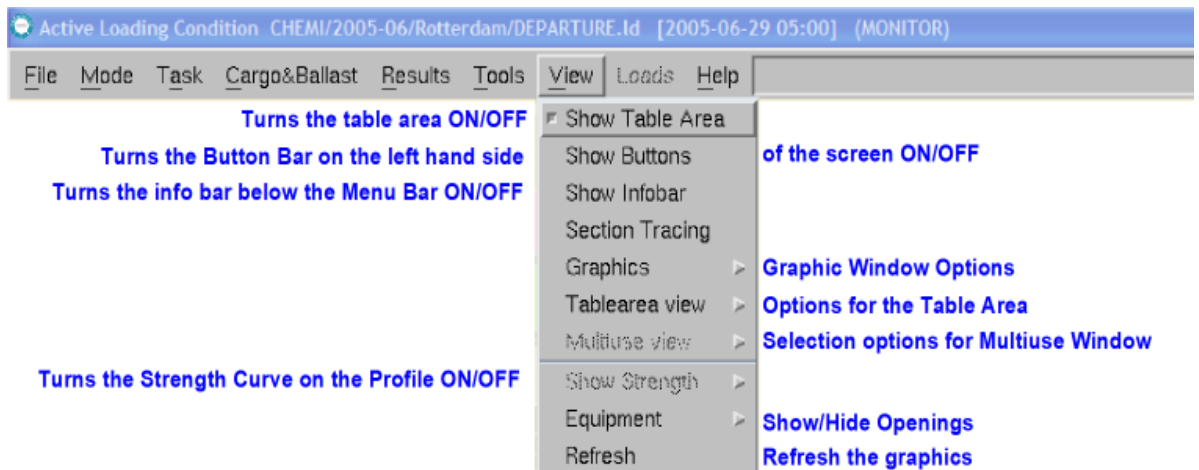 Active Loading Condition CHEMI/2005-06/Rotterdam/DEPARTURE.ld [2005-06-29 05:00] (MONITOR)
File Mode Task Cargo&Ballast Results Tools View Loads Help
Turns the table area ON/OFF Show Table Area
Turns the Button Bar on the left hand side Show Buttons of the screen ON/OFF
Turns the info bar below the Menu Bar ON/OFF Show Infobar
Section Tracing
Graphics Graphic Window Options
Tablearea view Options for the Table Area
Multiuse view Selection options for Multiuse Window
Turns the Strength Curve on the Profile ON/OFF Show Strength
Equipment Show/Hide Openings
Refresh Refresh the graphics